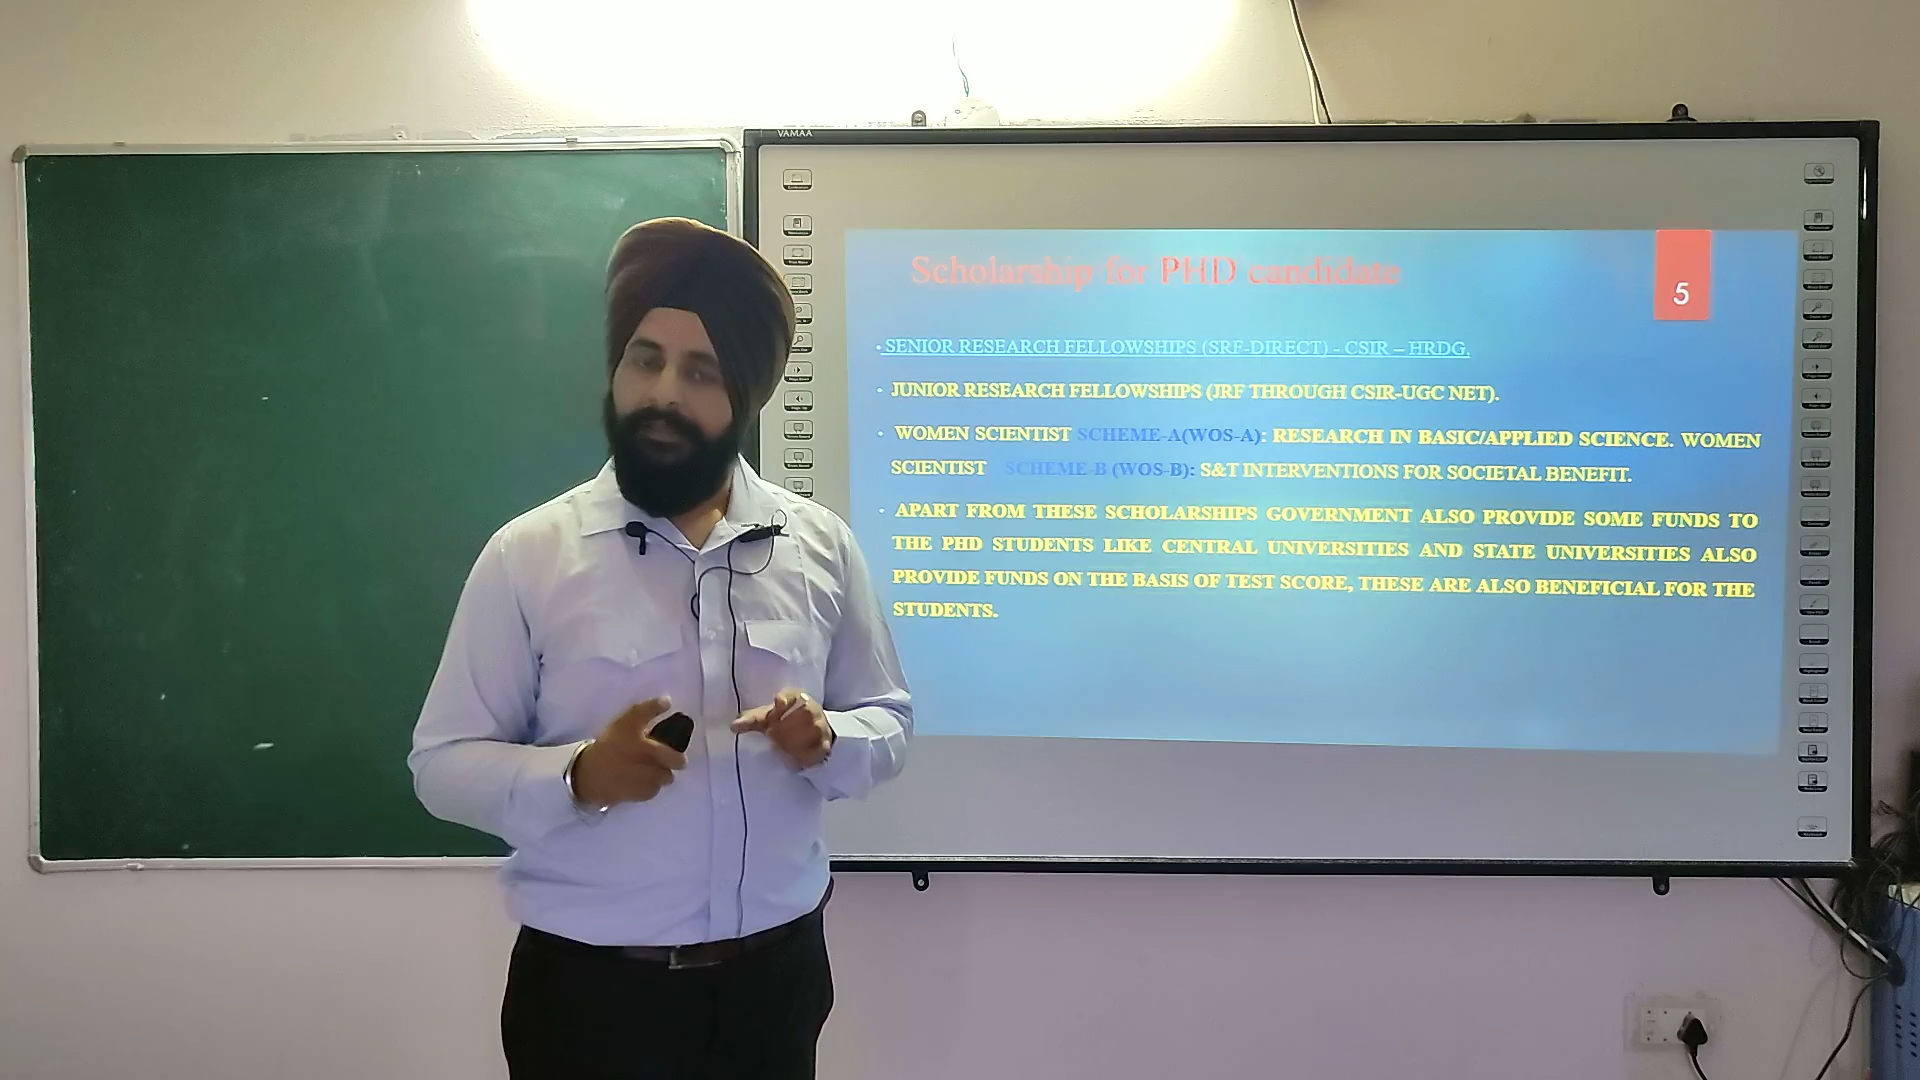 VAMAA
Scholarship for PHD candidate
5
• SENIOR RESEARCH FELLOWSHIPS (SRF-DIRECT) - CSIR – HRDG.
• JUNIOR RESEARCH FELLOWSHIPS (JRF THROUGH CSIR-UGC NET).
• WOMEN SCIENTIST SCHEME-A(WOS-A): RESEARCH IN BASIC/APPLIED SCIENCE. WOMEN
SCIENTIST SCHEME-B (WOS-B): S&T INTERVENTIONS FOR SOCIETAL BENEFIT.
• APART FROM THESE SCHOLARSHIPS GOVERNMENT ALSO PROVIDE SOME FUNDS TO
THE PHD STUDENTS LIKE CENTRAL UNIVERSITIES AND STATE UNIVERSITIES ALSO
PROVIDE FUNDS ON THE BASIS OF TEST SCORE, THESE ARE ALSO BENEFICIAL FOR THE
STUDENTS.